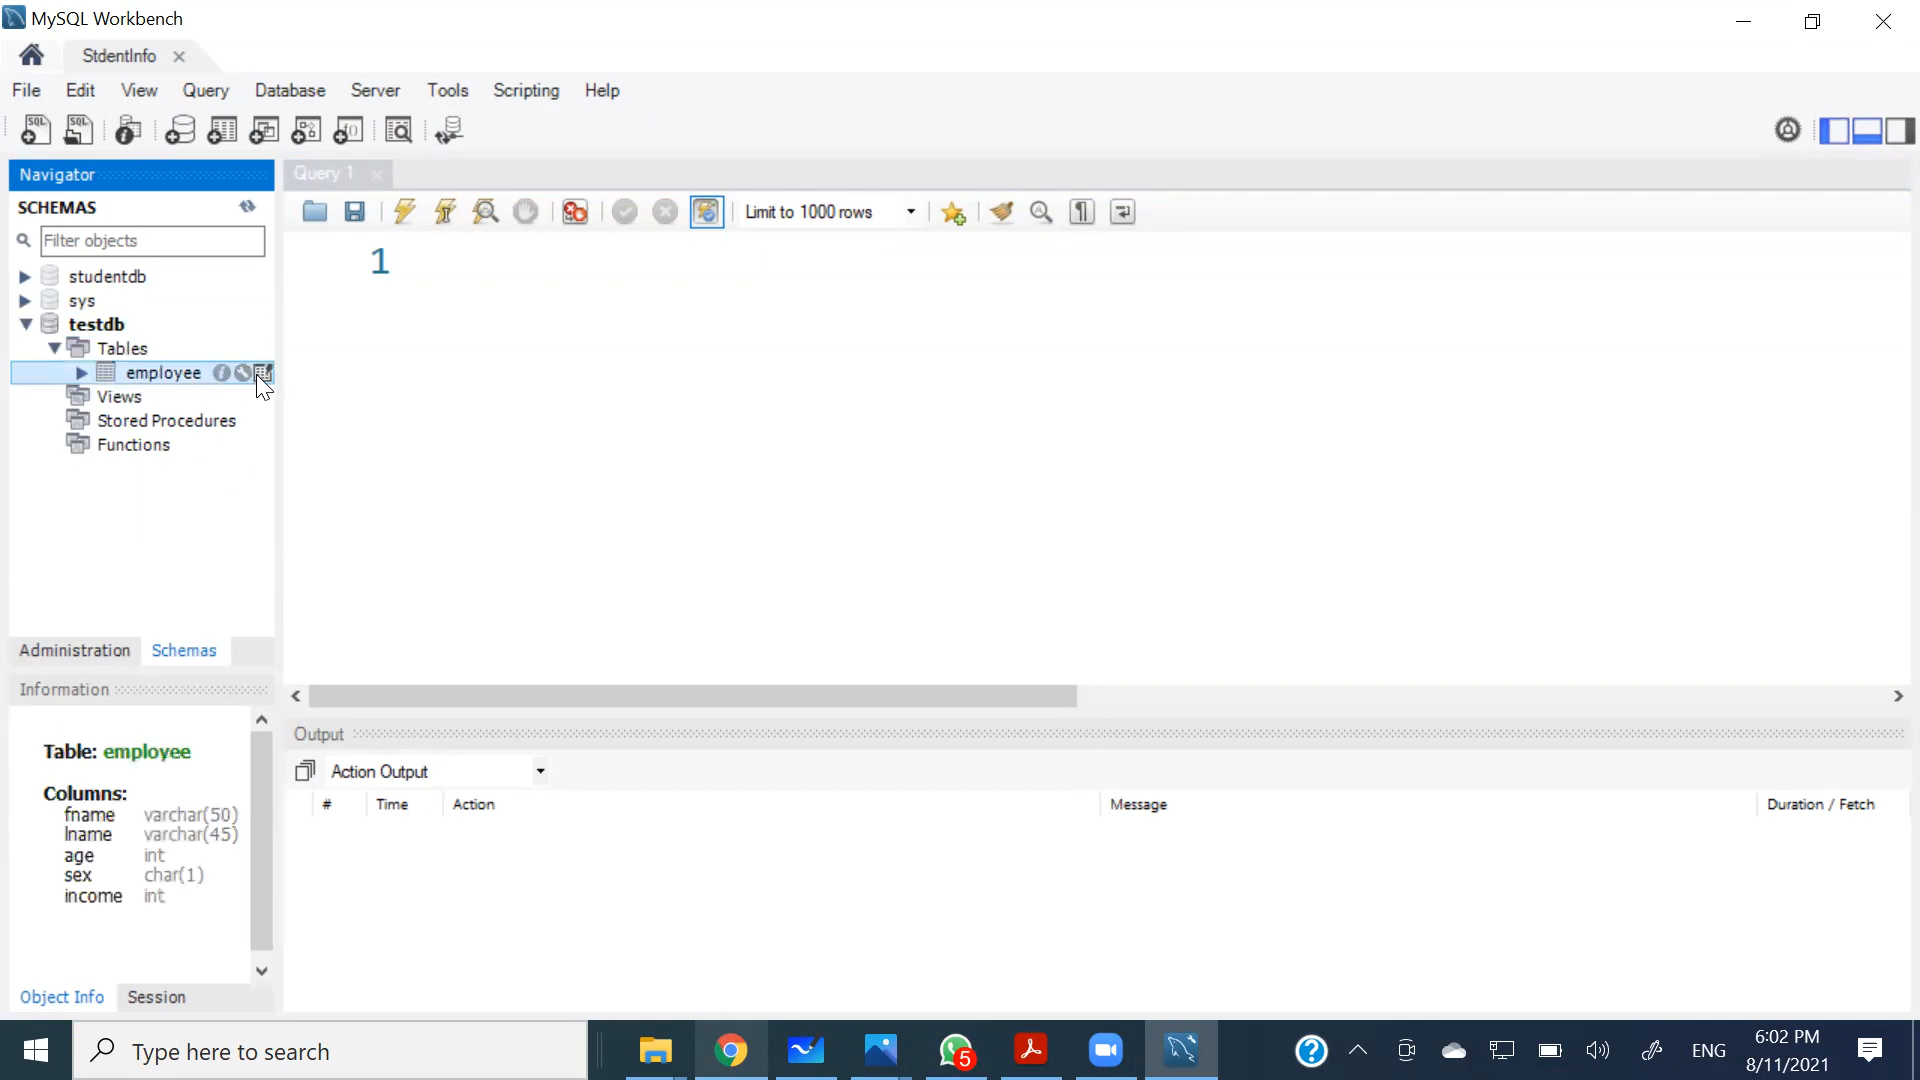 MySQL Workbench
StdentInfo
File Edit View Query Database Server Tools Scripting Help
SQL SQL
Navigator
Query 1
SCHEMAS
Limit to 1000 rows
Filter objects
1
studentdb
sys
testdb
Tables
employee
Views
Stored Procedures
Functions
Administration Schemas
Information
Output
Table: employee
Action Output
Columns:
# Time Action Message Duration / Fetch
fname varchar(50)
lname varchar(45)
age int
sex char(1)
income int
Object Info Session
Type here to search
5
ENG
6:02 PM
8/11/2021